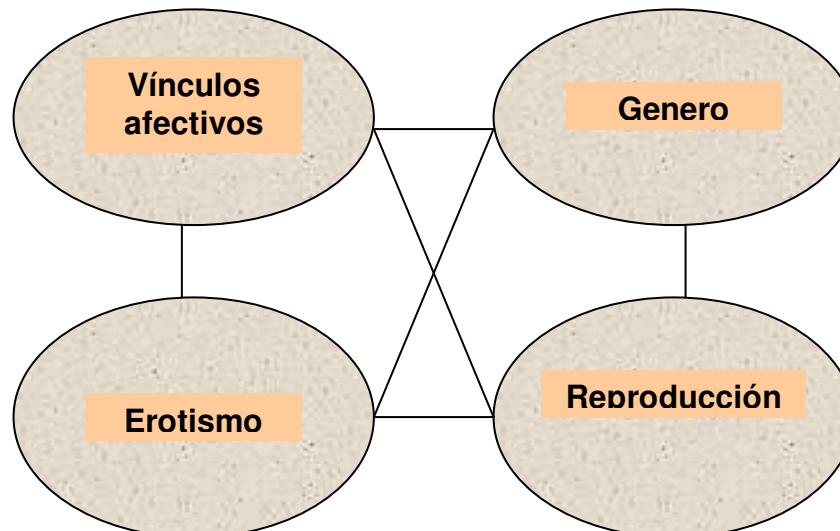 Vínculos
afectivos
Genero
Erotismo
Reproducción